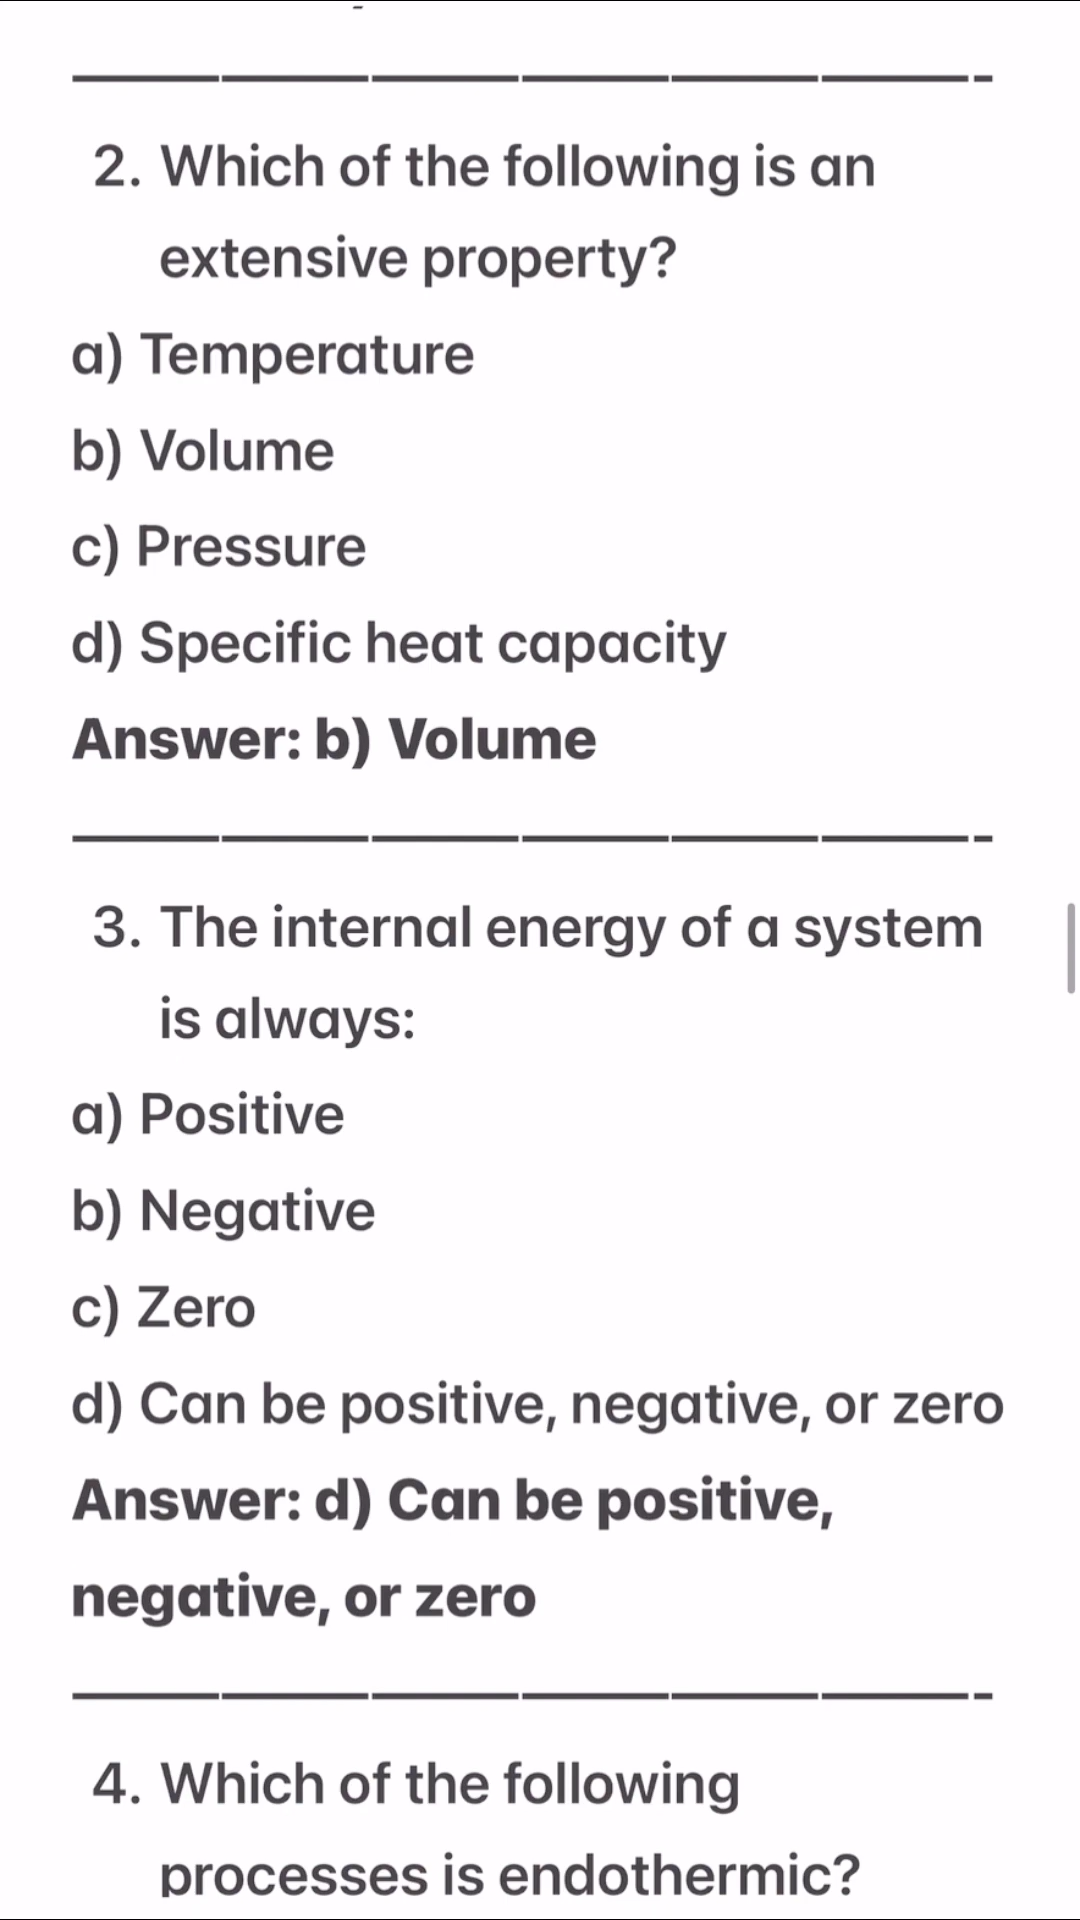 2. Which of the following is an
extensive property?
a) Temperature
b) Volume
c) Pressure
d) Specific heat capacity
Answer: b) Volume
3. The internal energy of a system
is always:
a) Positive
b) Negative
c) Zero
d) Can be positive, negative, or zero
Answer: d) Can be positive,
negative, or zero
4. Which of the following
processes is endothermic?